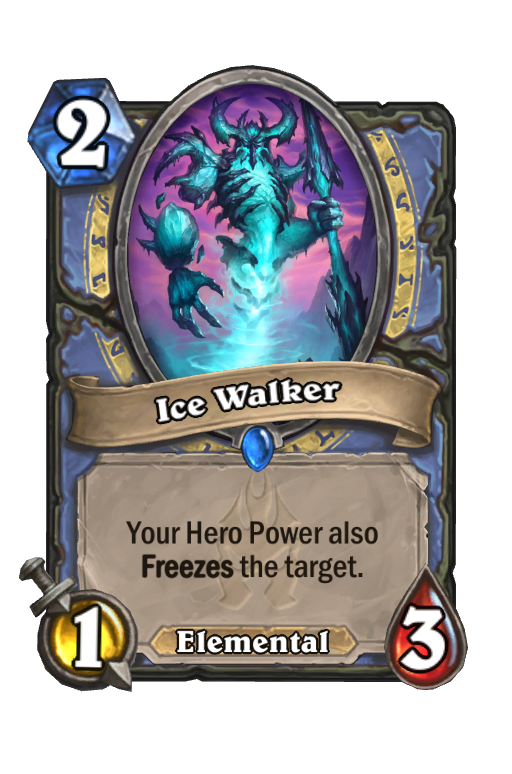 2
Ice Walker
Your Hero Power also
Freezes the target.
1
Elemental
3